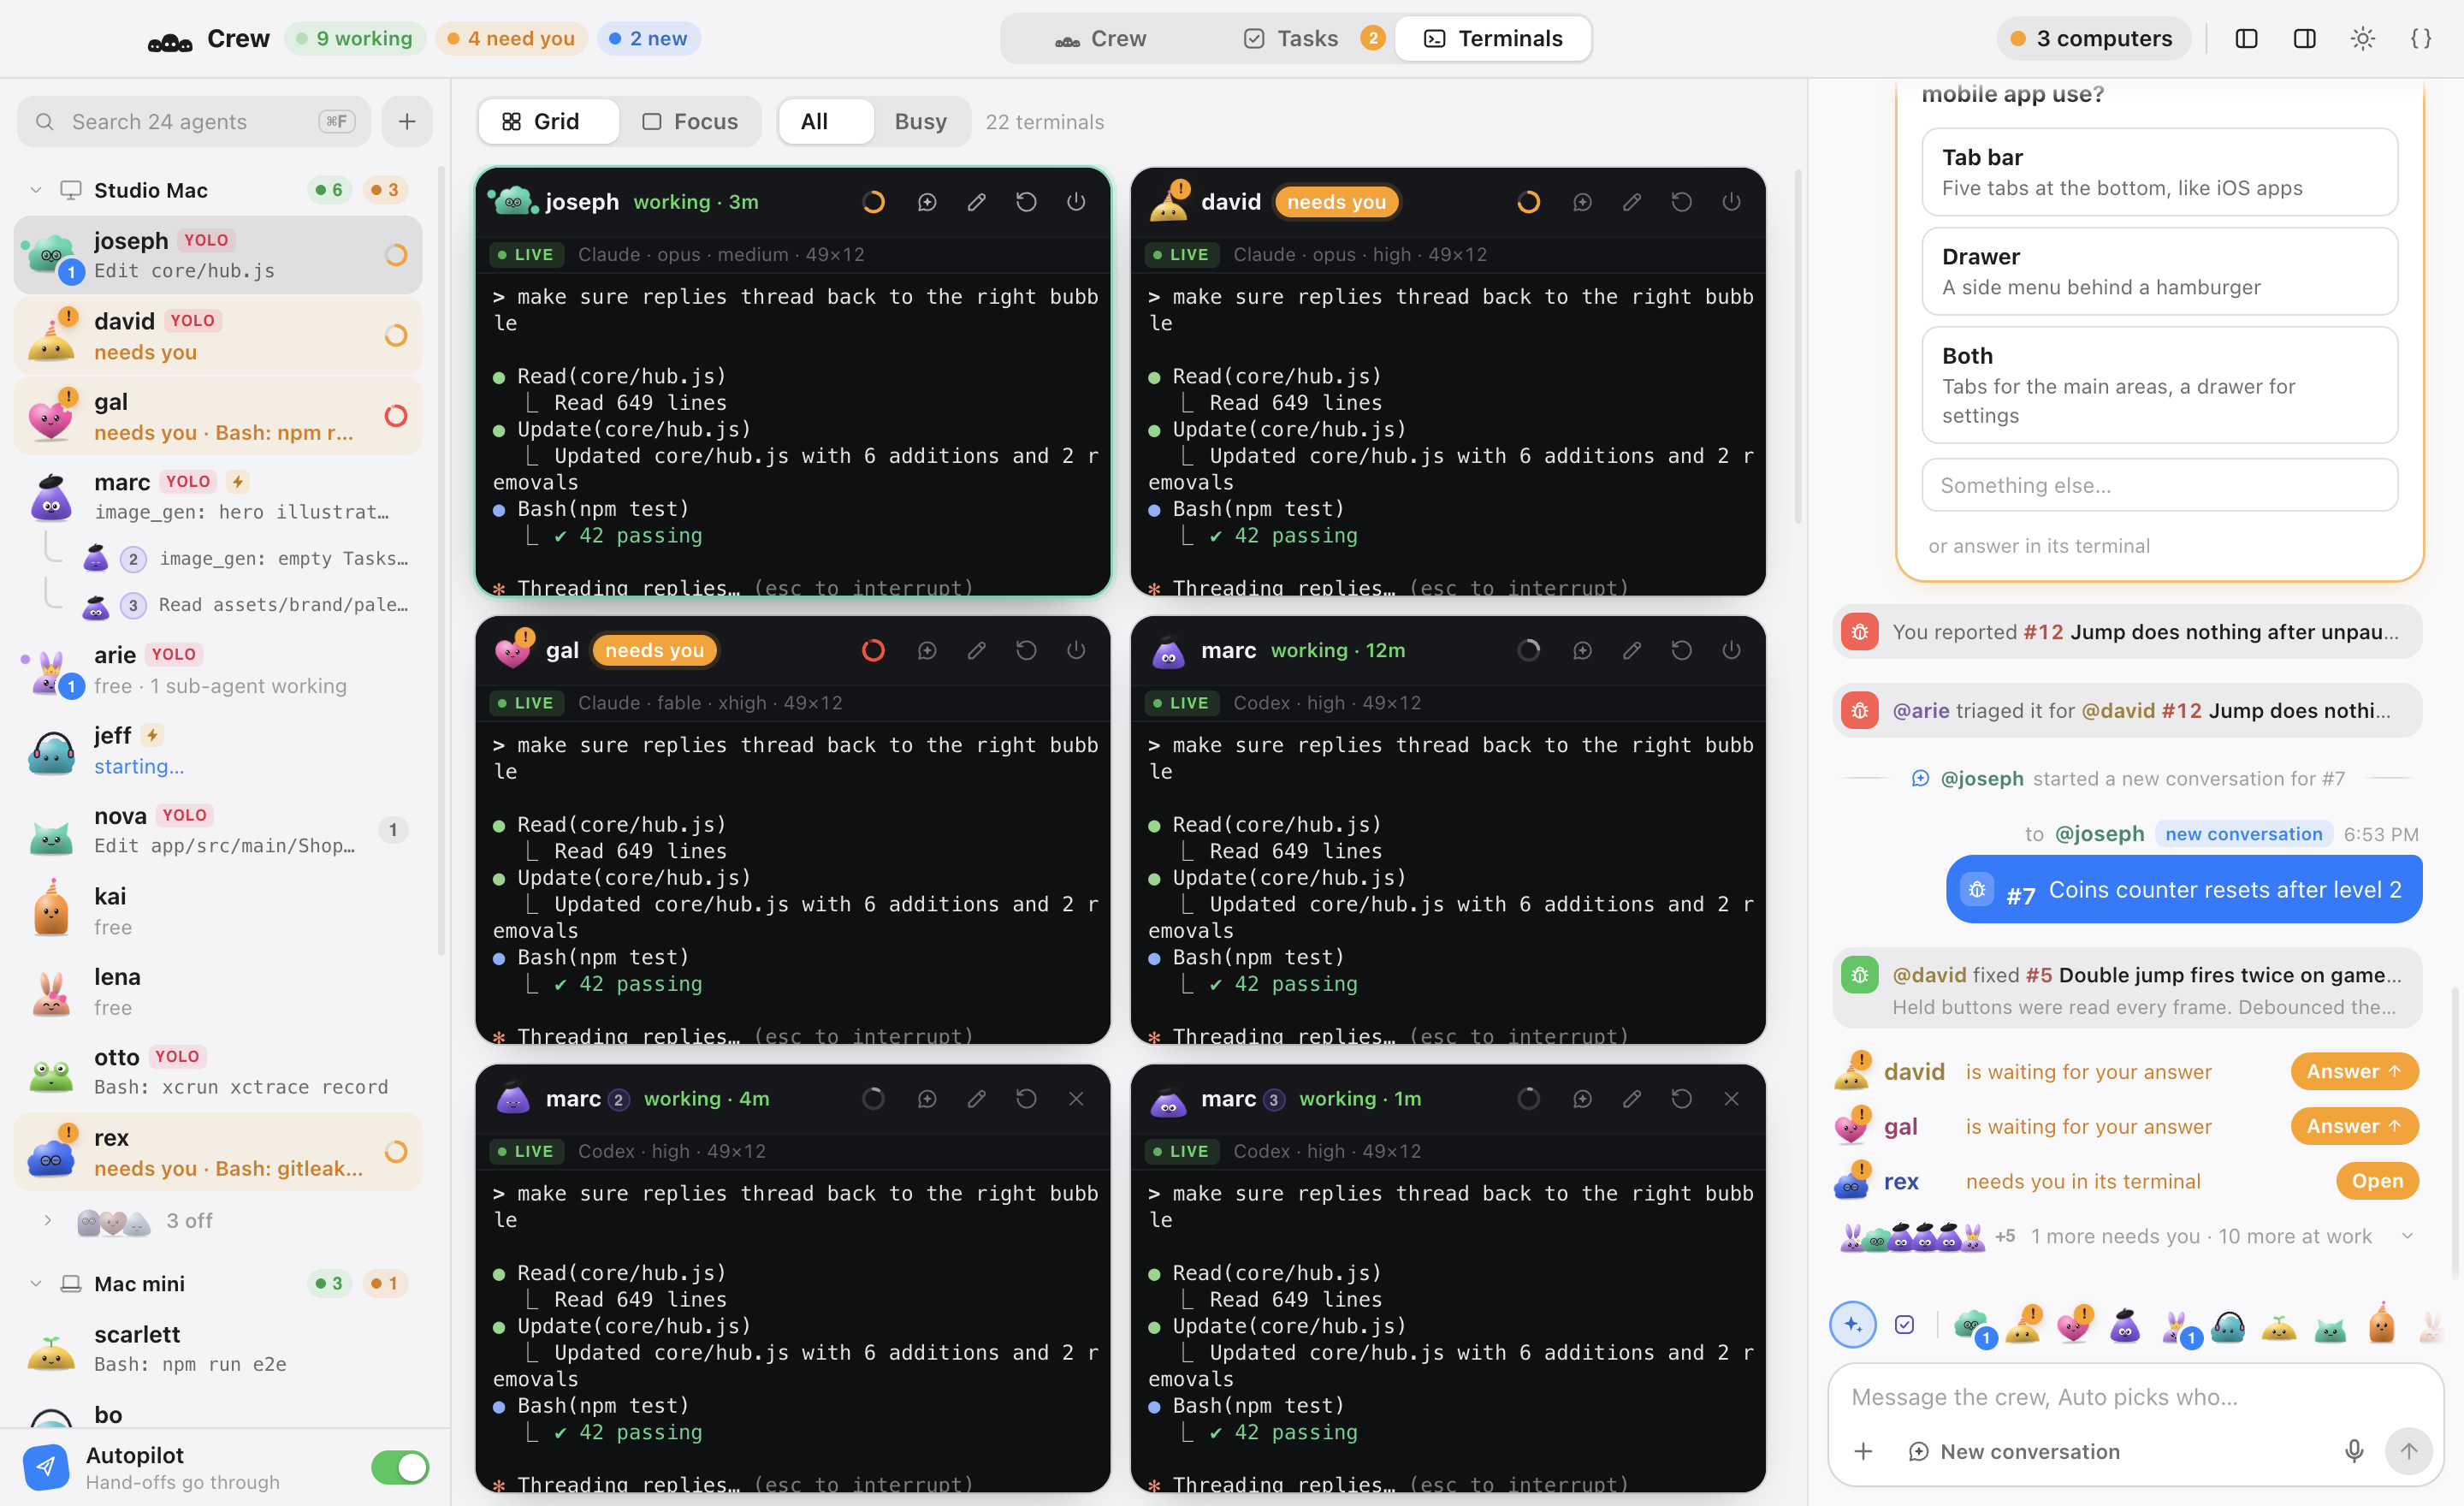 Crew
9 working
4 need you
2 new
Crew
Tasks
2
Terminals
3 computers
Search 24 agents
⌘F
Studio Mac
6
3
joseph YOLO
1
Edit core/hub.js
david YOLO
needs you
gal
needs you · Bash: npm r…
marc YOLO
image_gen: hero illustrat…
2 image_gen: empty Tasks…
3 Read assets/brand/pale…
arie YOLO
1
free · 1 sub-agent working
jeff
starting…
nova YOLO
Edit app/src/main/Shop…
1
kai
free
lena
free
otto YOLO
Bash: xcrun xctrace record
rex
needs you · Bash: gitleak…
3 off
Mac mini
3
1
scarlett
Bash: npm run e2e
bo
Autopilot
Hand-offs go through
Grid
Focus
All
Busy
22 terminals
joseph working · 3m
LIVE Claude · opus · medium · 49×12
> make sure replies thread back to the right bubb
le
● Read(core/hub.js)
⎿ Read 649 lines
● Update(core/hub.js)
⎿ Updated core/hub.js with 6 additions and 2 r
emovals
● Bash(npm test)
⎿ ✔ 42 passing
✻ Threading replies… (esc to interrupt)
david needs you
LIVE Claude · opus · high · 49×12
> make sure replies thread back to the right bubb
le
● Read(core/hub.js)
⎿ Read 649 lines
● Update(core/hub.js)
⎿ Updated core/hub.js with 6 additions and 2 r
emovals
● Bash(npm test)
⎿ ✔ 42 passing
✻ Threading replies… (esc to interrupt)
gal needs you
LIVE Claude · fable · xhigh · 49×12
> make sure replies thread back to the right bubb
le
● Read(core/hub.js)
⎿ Read 649 lines
● Update(core/hub.js)
⎿ Updated core/hub.js with 6 additions and 2 r
emovals
● Bash(npm test)
⎿ ✔ 42 passing
✻ Threading replies… (esc to interrupt)
marc working · 12m
LIVE Codex · high · 49×12
> make sure replies thread back to the right bubb
le
● Read(core/hub.js)
⎿ Read 649 lines
● Update(core/hub.js)
⎿ Updated core/hub.js with 6 additions and 2 r
emovals
● Bash(npm test)
⎿ ✔ 42 passing
✻ Threading replies… (esc to interrupt)
marc 2 working · 4m
LIVE Codex · high · 49×12
> make sure replies thread back to the right bubb
le
● Read(core/hub.js)
⎿ Read 649 lines
● Update(core/hub.js)
⎿ Updated core/hub.js with 6 additions and 2 r
emovals
● Bash(npm test)
⎿ ✔ 42 passing
✻ Threading replies… (esc to interrupt)
marc 3 working · 1m
LIVE Codex · high · 49×12
> make sure replies thread back to the right bubb
le
● Read(core/hub.js)
⎿ Read 649 lines
● Update(core/hub.js)
⎿ Updated core/hub.js with 6 additions and 2 r
emovals
● Bash(npm test)
⎿ ✔ 42 passing
✻ Threading replies… (esc to interrupt)
mobile app use?
Tab bar
Five tabs at the bottom, like iOS apps
Drawer
A side menu behind a hamburger
Both
Tabs for the main areas, a drawer for
settings
Something else…
or answer in its terminal
You reported #12 Jump does nothing after unpau…
@arie triaged it for @david #12 Jump does nothi…
@joseph started a new conversation for #7
to @joseph new conversation 6:53 PM
#7 Coins counter resets after level 2
@david fixed #5 Double jump fires twice on game…
Held buttons were read every frame. Debounced the…
david is waiting for your answer Answer ↑
gal is waiting for your answer Answer ↑
rex needs you in its terminal Open
+5 1 more needs you · 10 more at work
1
1
Message the crew, Auto picks who…
New conversation